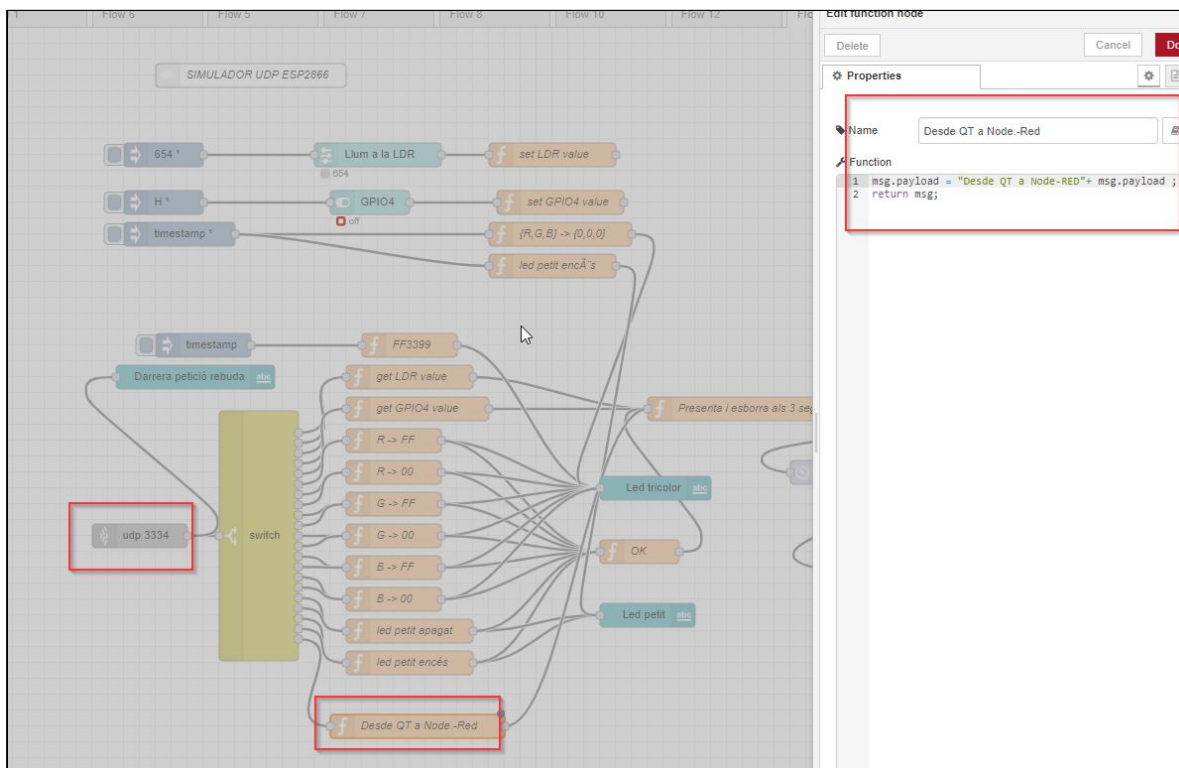 1
Flow 6
Flow 5
Flow 7
Flow 8
Flow 10
Flow 12
Edit function node
Delete
Cancel
Properties
SIMULADOR UDP ESP2866
Name
Desde QT a Node.-Red
Function
1 msg.payload = "Desde QT a Node-RED"+ msg.payload ;
2 return msg;
654 ¹
Llum a la LDR
set LDR value
654
H ¹
GPIO4
set GPIO4 value
off
timestamp ¹
{R,G,B} -> {0,0,0}
led petit encÃ¨s
timestamp
FF3399
Darrera petició rebuda
abc
get LDR value
get GPIO4 value
Presenta i esborra als 3
R -> FF
R -> 00
Led tricolor
abc
G -> FF
udp 3334
switch
G -> 00
OK
B -> FF
B -> 00
Led petit
abc
led petit apagat
led petit encés
Desde QT a Node.-Red